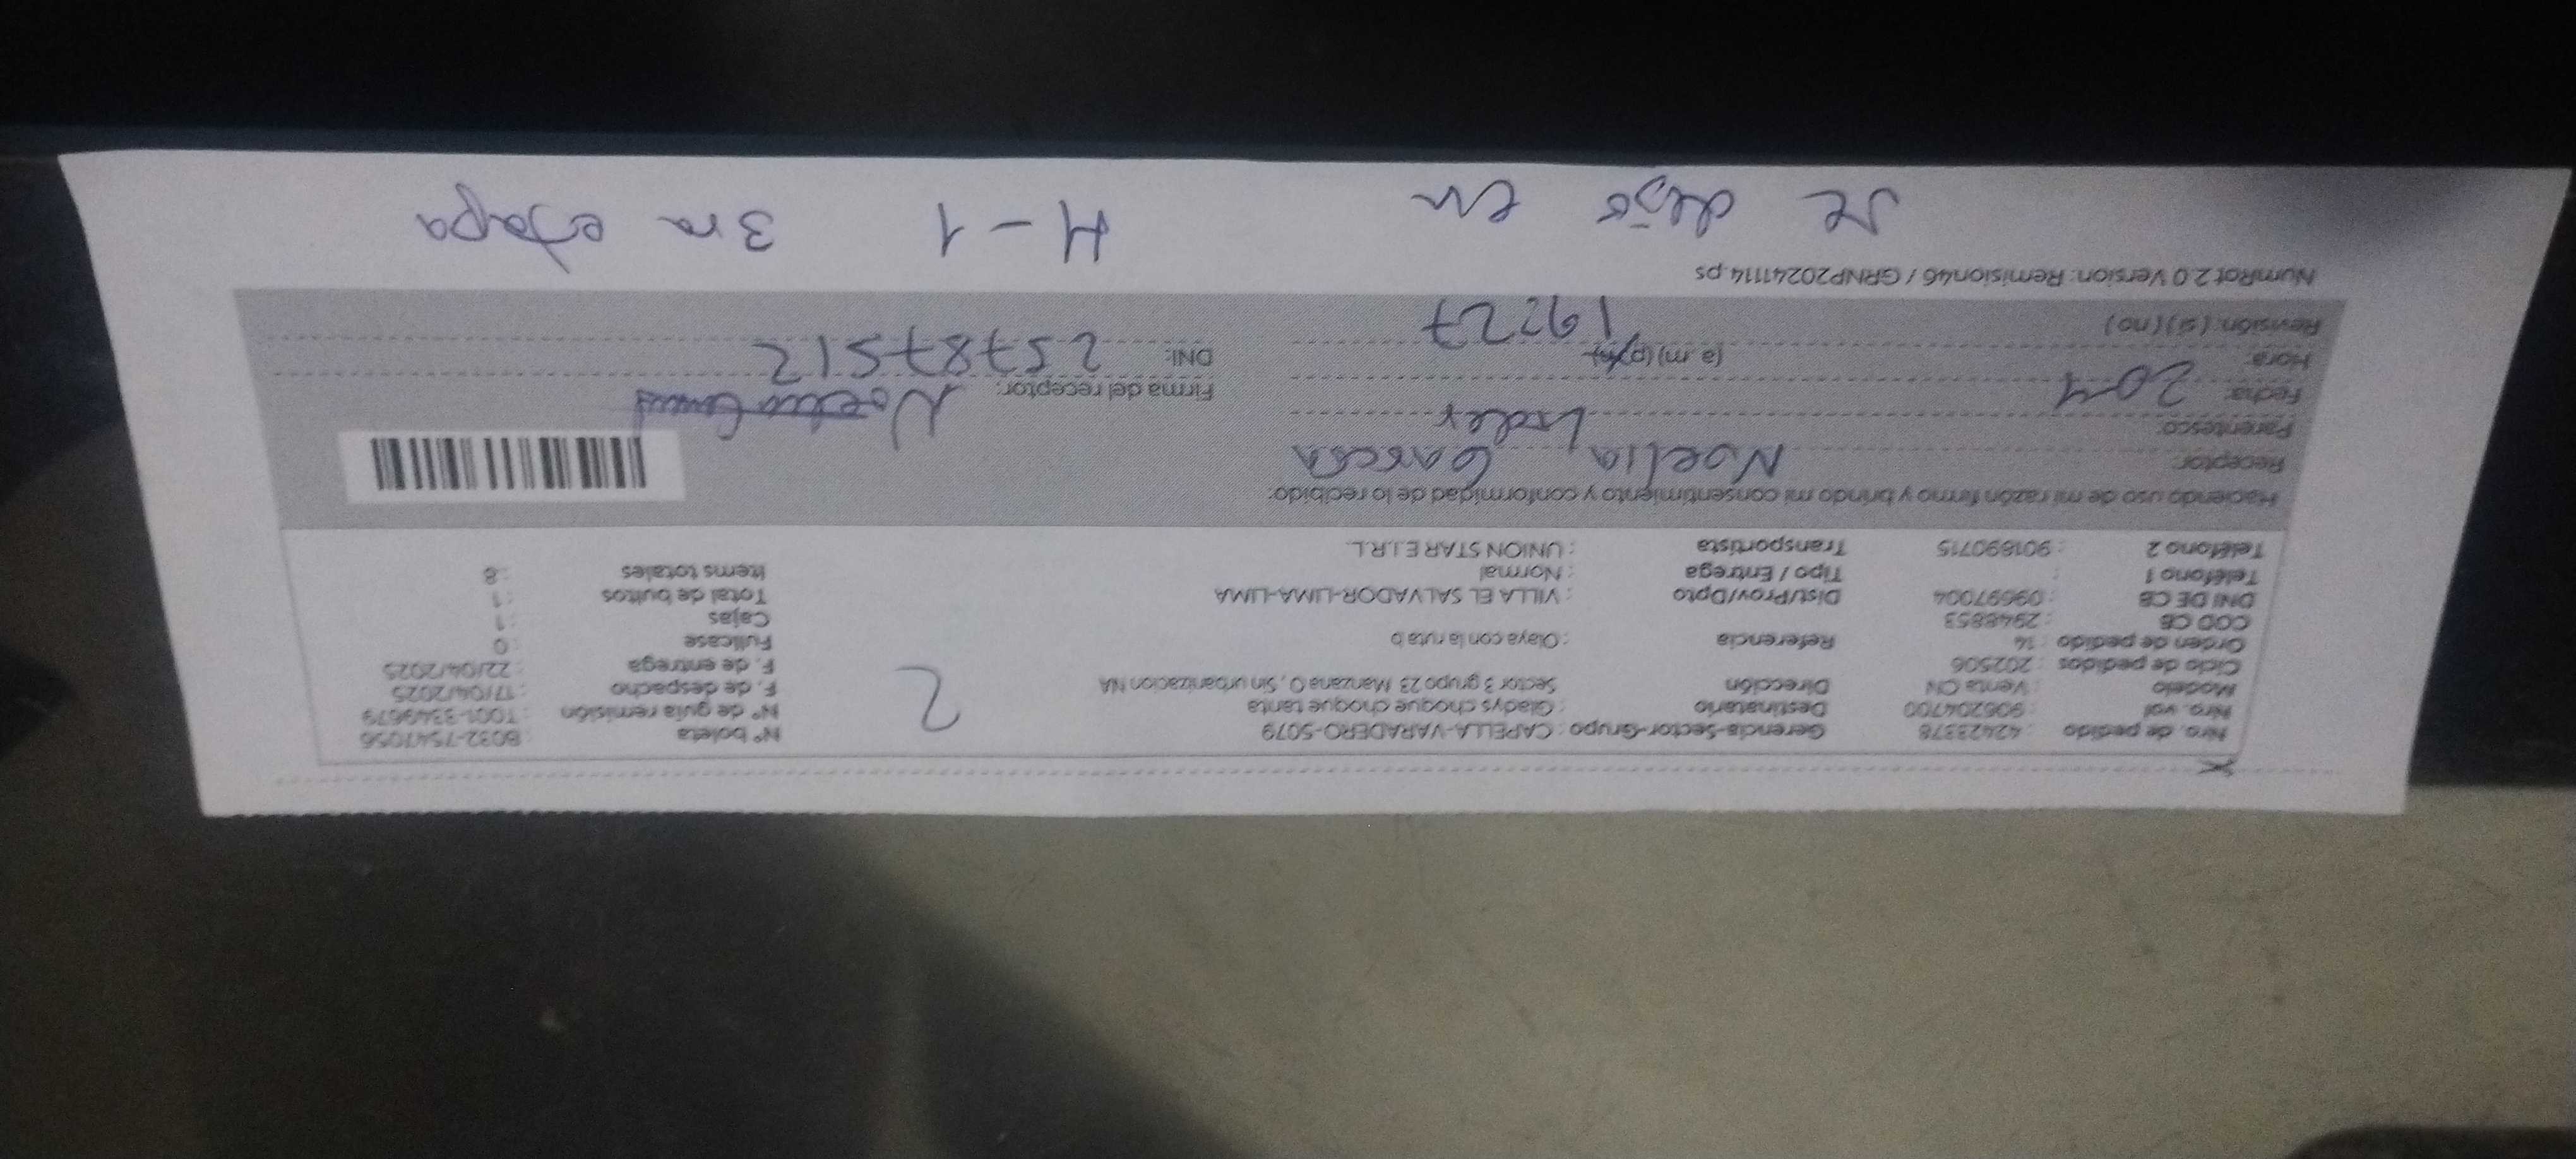 Nro. de pedido : 42423378 Gerencia-Sector-Grupo : CAPELLA-VARADERO-5079 N° boleta : B032-7547056
Nro. vol : 906204700 Destinatario : Gladys choque choque tanta N° de guía remisión : T001-3349679
Modelo : Venta CN Dirección Sector 3 grupo 23 Manzana O , Sin urbanizacion NA F. de despacho : 17/04/2025
Ciclo de pedidos : 202506 F. de entrega : 22/04/2025
Orden de pedido : 14 Referencia : Olaya con la ruta b Fullcase : 0
COD CB : 2948853 Cajas : 1
DNI DE CB : 09697004 Dist/Prov/Dpto : VILLA EL SALVADOR-LIMA-LIMA Total de bultos : 1
Teléfono 1 : Tipo / Entrega : Normal Items totales : 8
Teléfono 2 : 901890715 Transportista : UNION STAR E.I.R.L.
2
Haciendo uso de mi razón firmo y brindo mi consentimiento y conformidad de lo recibido:
Receptor: Noelia Garcia
Parentesco: Lider
Fecha: 20-4 Firma del receptor:
Hora: (a.m) (p.m) 19:27 DNI: 25787512
Revisión: (si) (no)
NumRot 2.0 Version: Remision46 / GRNP20241114.ps
se dejo en H-1 3ra etapa